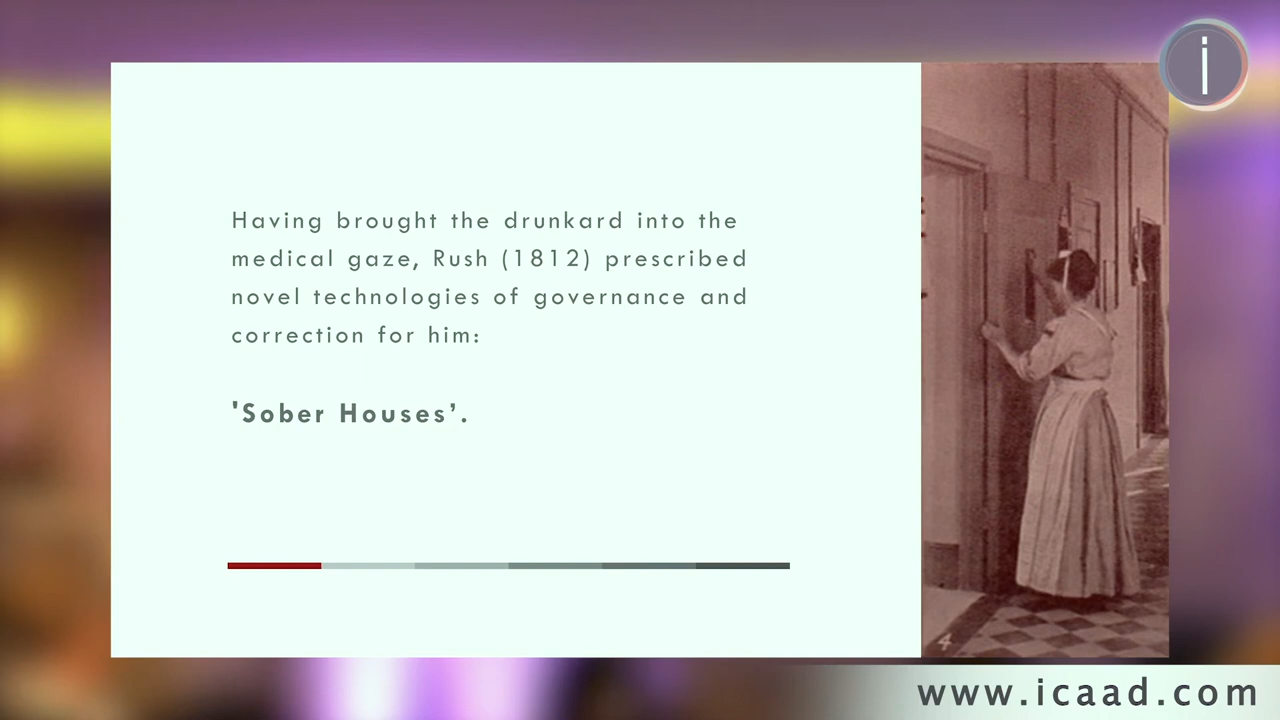 i
Having brought the drunkard into the
medical gaze, Rush (1812) prescribed
novel technologies of governance and
correction for him:
'Sober Houses’.
4
www.icaad.com